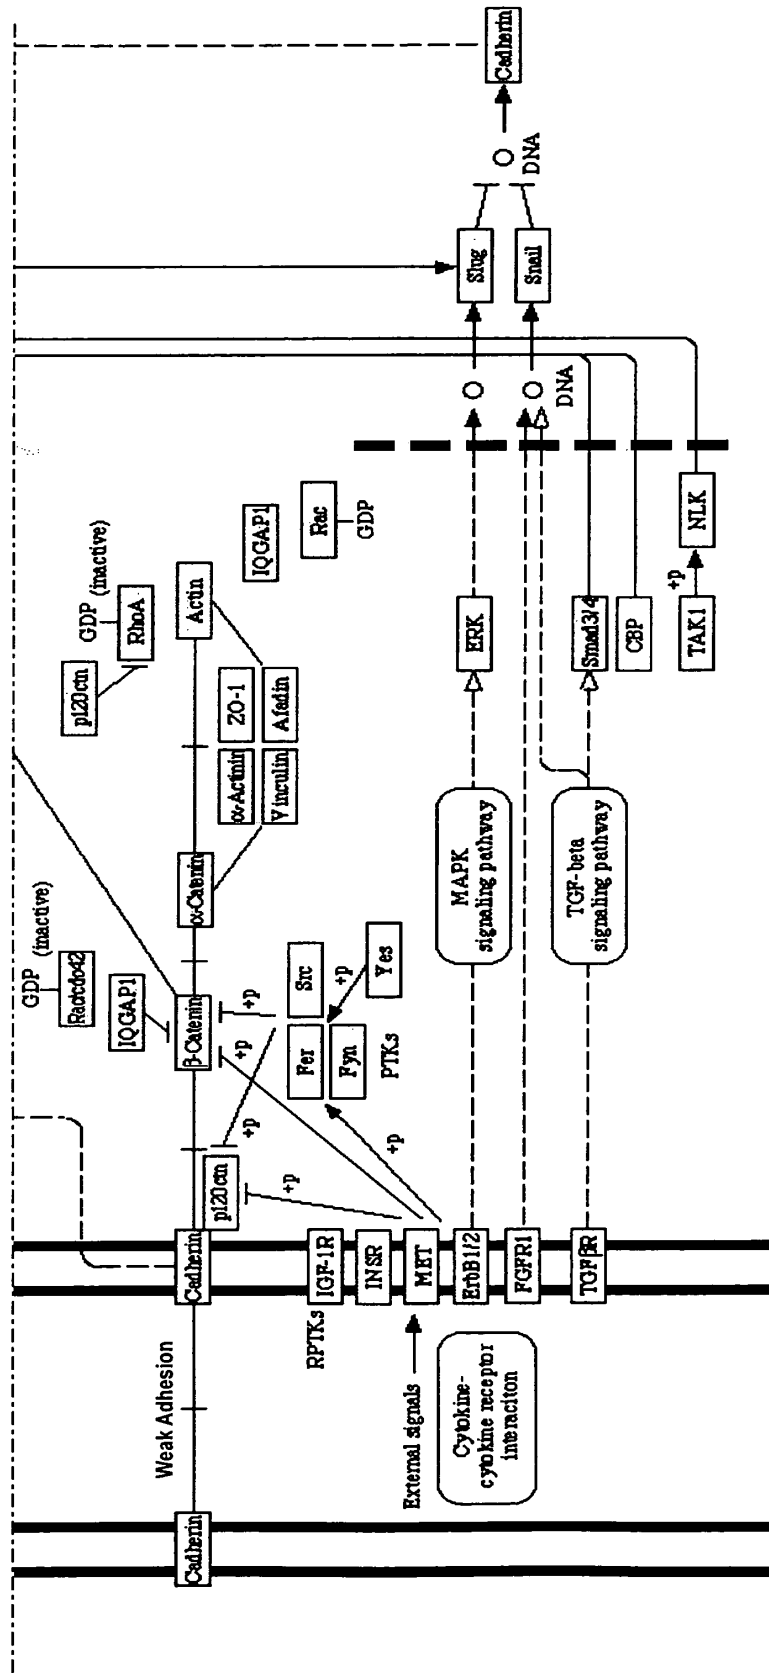 Weak Adhesion
Cadherin
Cadherin
p120ctn
β-Catenin
α-Catenin
Actin
IQGAP1
GDP (inactive)
p120ctn
GDP (inactive)
RhoA
α-Actinin
ZO-1
Vinculin
Afadin
IQGAP1
Rac
GDP
RPTKs
IGF-1R
INSR
MET
ErbB1/2
FGFR1
TGFβR
External signals
Cytokine-
cytokine receptor
interaciton
+p
+p
+p
+p
+p
+p
Fer
Src
Fyn
Yes
PTKs
MAPK
signaling pathway
ERK
TGF-beta
signaling pathway
Smad3/4
CBP
TAK1
+p
NLK
DNA
Slug
Snail
DNA
Cadherin